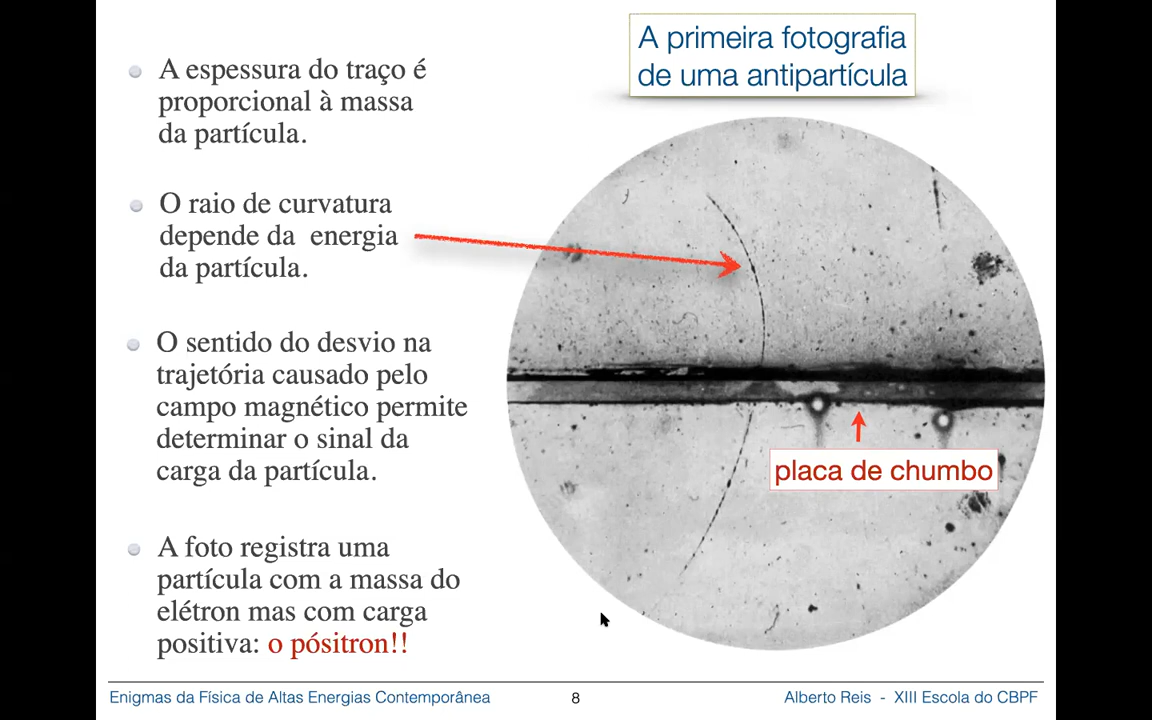 A primeira fotografia
de uma antipartícula
A espessura do traço é
proporcional à massa
da partícula.
O raio de curvatura
depende da energia
da partícula.
O sentido do desvio na
trajetória causado pelo
campo magnético permite
determinar o sinal da
carga da partícula.
A foto registra uma
partícula com a massa do
elétron mas com carga
positiva: o pósitron!!
placa de chumbo
Enigmas da Física de Altas Energias Contemporânea
8
Alberto Reis - XIII Escola do CBPF